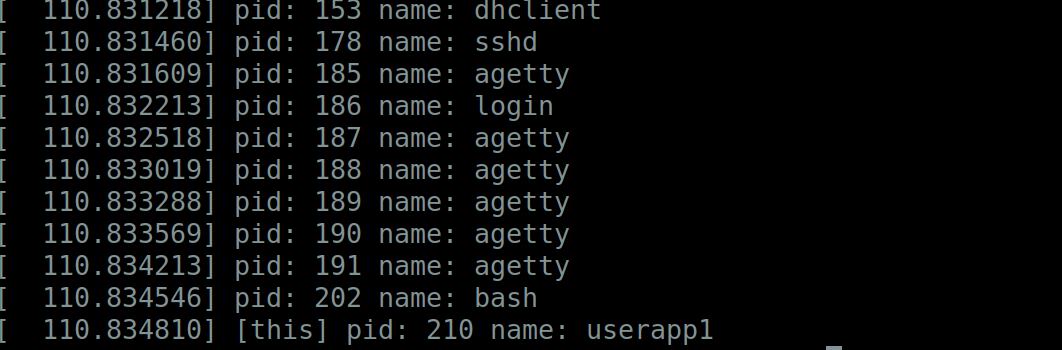 [  110.831218] pid: 153 name: dhclient
[  110.831460] pid: 178 name: sshd
[  110.831609] pid: 185 name: agetty
[  110.832213] pid: 186 name: login
[  110.832518] pid: 187 name: agetty
[  110.833019] pid: 188 name: agetty
[  110.833288] pid: 189 name: agetty
[  110.833569] pid: 190 name: agetty
[  110.834213] pid: 191 name: agetty
[  110.834546] pid: 202 name: bash
[  110.834810] [this] pid: 210 name: userapp1